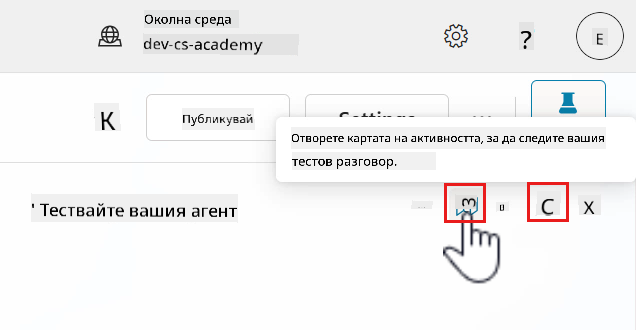 Околна среда
dev-cs-academy
?
E
K
Публикувай
Settings
Отворете картата на активността, за да следите вашия
тестов разговор.
' Тествайте вашия агент
C
X